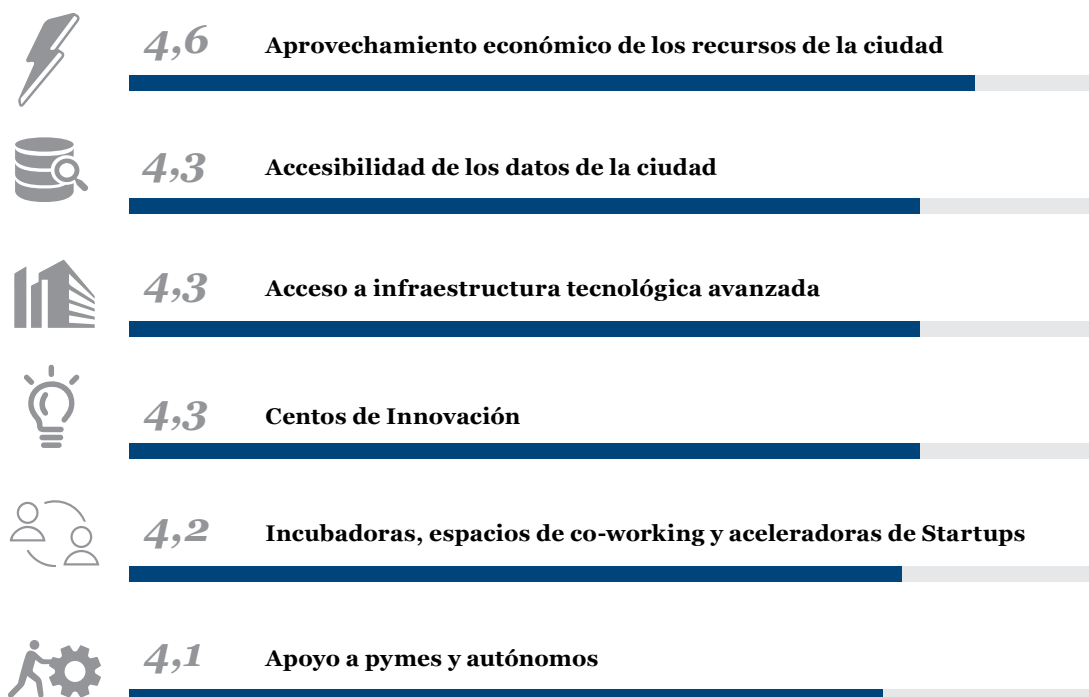 4,6 Aprovechamiento económico de los recursos de la ciudad
4,3 Accesibilidad de los datos de la ciudad
4,3 Acceso a infraestructura tecnológica avanzada
4,3 Centos de Innovación
4,2 Incubadoras, espacios de co-working y aceleradoras de Startups
4,1 Apoyo a pymes y autónomos